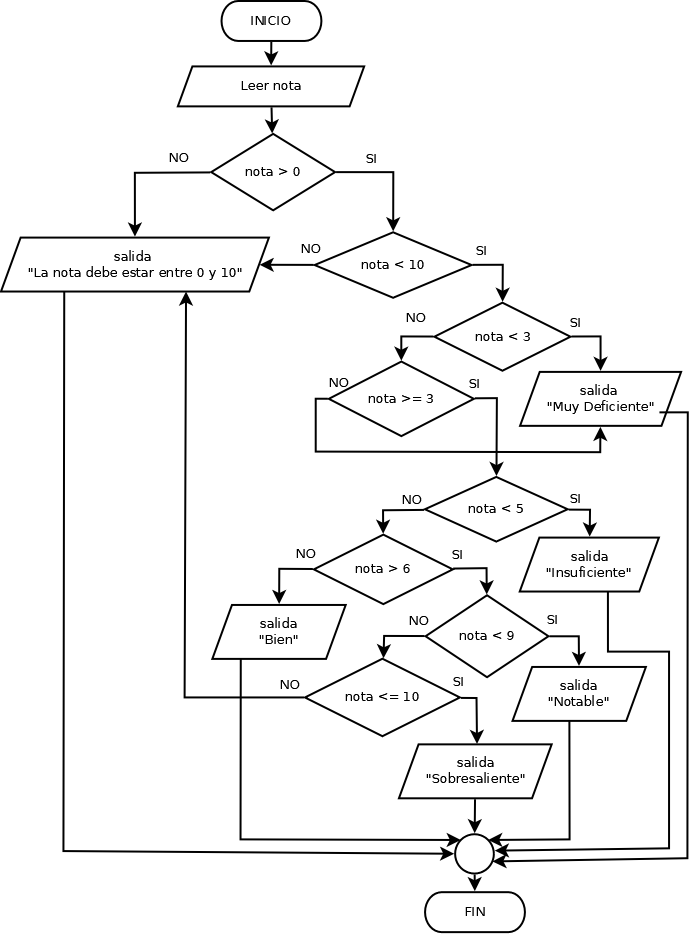 INICIO
Leer nota
nota > 0
NO
SI
salida
"La nota debe estar entre 0 y 10"
NO
nota < 10
SI
NO
nota < 3
SI
NO
nota >= 3
SI
salida
"Muy Deficiente"
NO
nota < 5
SI
NO
nota > 6
SI
salida
"Insuficiente"
salida
"Bien"
NO
nota < 9
SI
NO
nota <= 10
SI
salida
"Notable"
salida
"Sobresaliente"
FIN